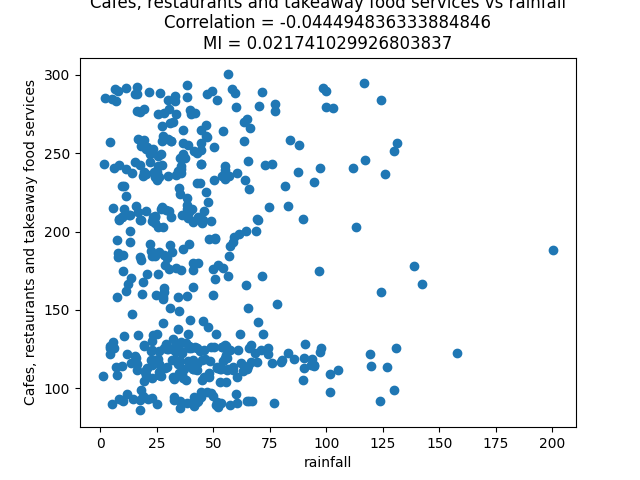 Cafes, restaurants and takeaway food services vs rainfall
Correlation = -0.044494836333884846
MI = 0.021741029926803837
Cafes, restaurants and takeaway food services
300
250
200
150
100
0 25 50 75 100 125 150 175 200
rainfall